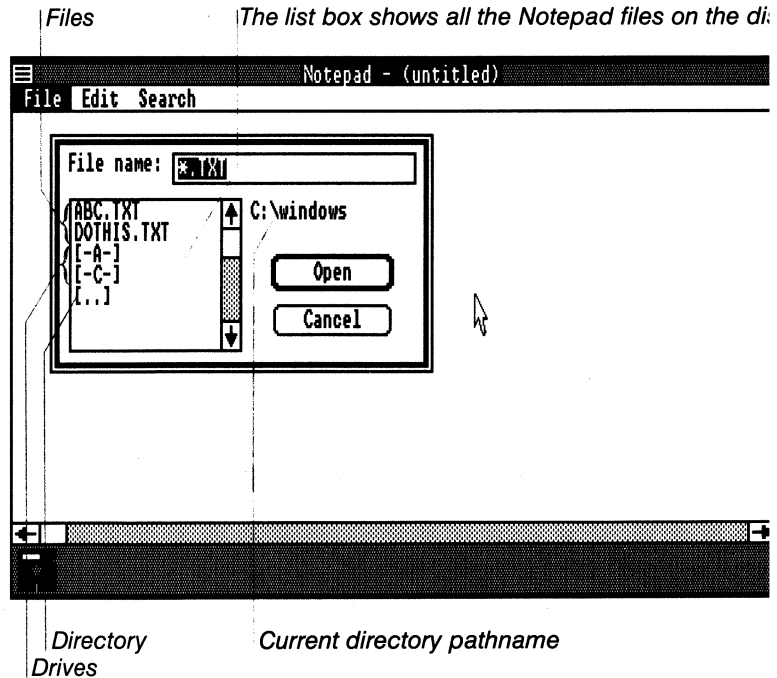 Files
The list box shows all the Notepad files on the
Notepad - (untitled)
File Edit Search
File name: *.TXT
ABC.TXT
DOTHIS.TXT
[-A-]
[-C-]
[..]
C:\windows
Open
Cancel
Directory
Current directory pathname
Drives